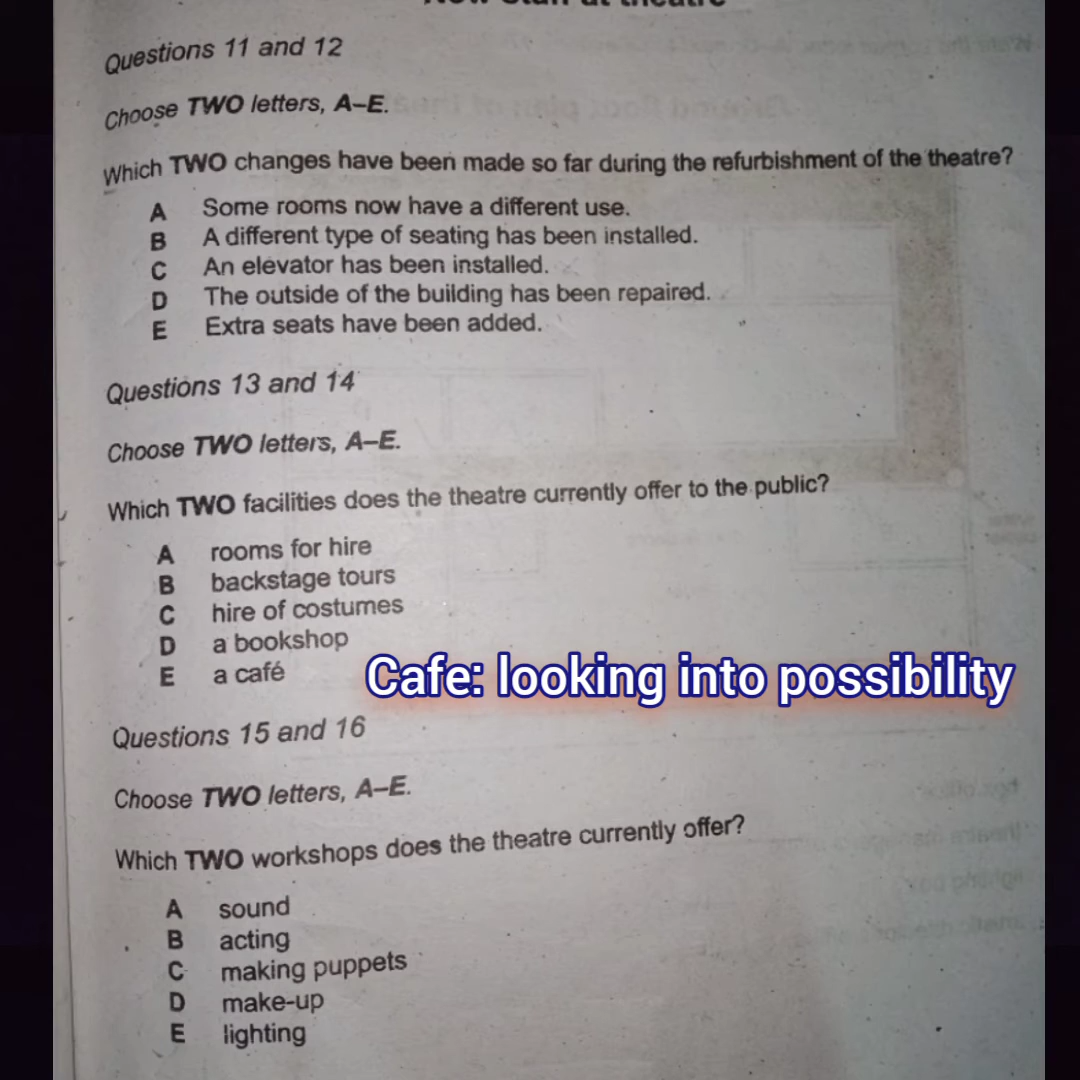 New staff at theatre
Questions 11 and 12
Choose TWO letters, A–E.
Which TWO changes have been made so far during the refurbishment of the theatre?
A Some rooms now have a different use.
B A different type of seating has been installed.
C An elevator has been installed.
D The outside of the building has been repaired.
E Extra seats have been added.
Questions 13 and 14
Choose TWO letters, A–E.
Which TWO facilities does the theatre currently offer to the public?
A rooms for hire
B backstage tours
C hire of costumes
D a bookshop
E a café
Cafe: looking into possibility
Questions 15 and 16
Choose TWO letters, A–E.
Which TWO workshops does the theatre currently offer?
A sound
B acting
C making puppets
D make-up
E lighting